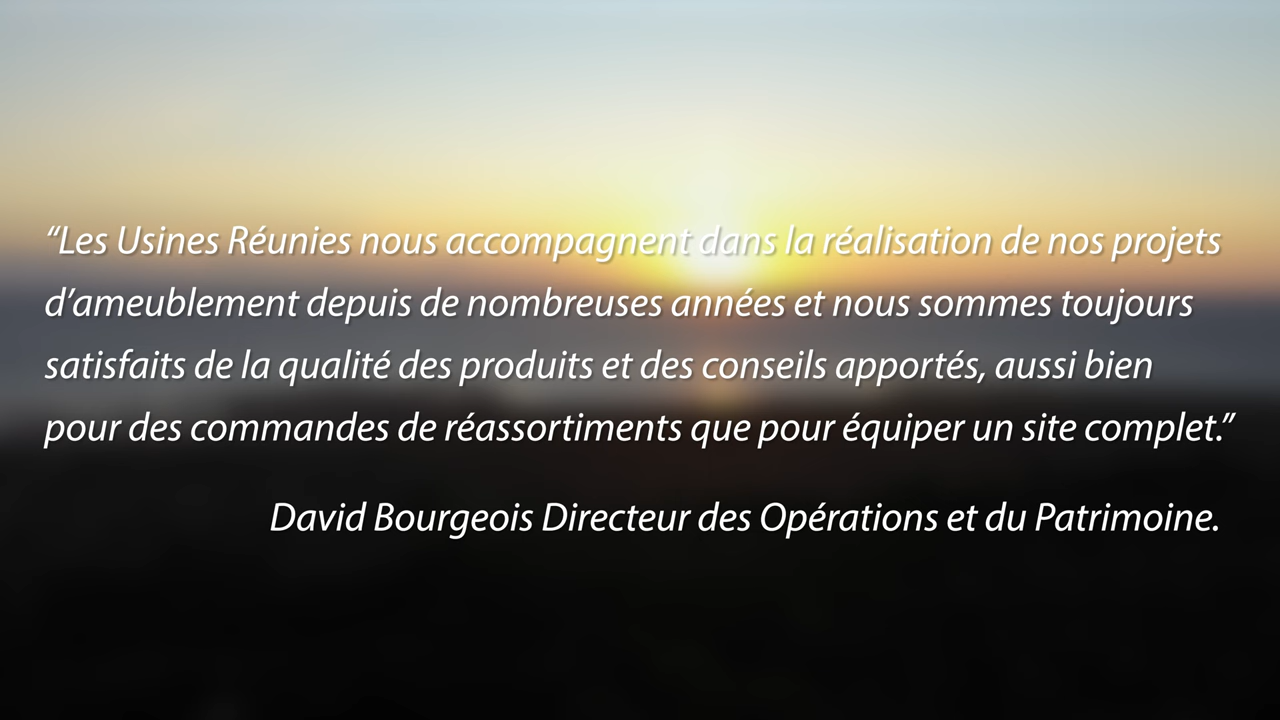 “Les Usines Réunies nous accompagnent dans la réalisation de nos projets
d’ameublement depuis de nombreuses années et nous sommes toujours
satisfaits de la qualité des produits et des conseils apportés, aussi bien
pour des commandes de réassortiments que pour équiper un site complet.”
David Bourgeois Directeur des Opérations et du Patrimoine.